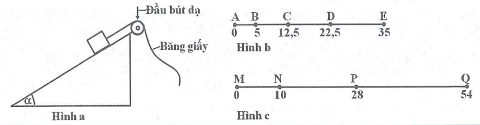 Đầu bút dạ
Băng giấy
α
Hình a
A B C D E
0 5 12,5 22,5 35
Hình b
M N P Q
0 10 28 54
Hình c